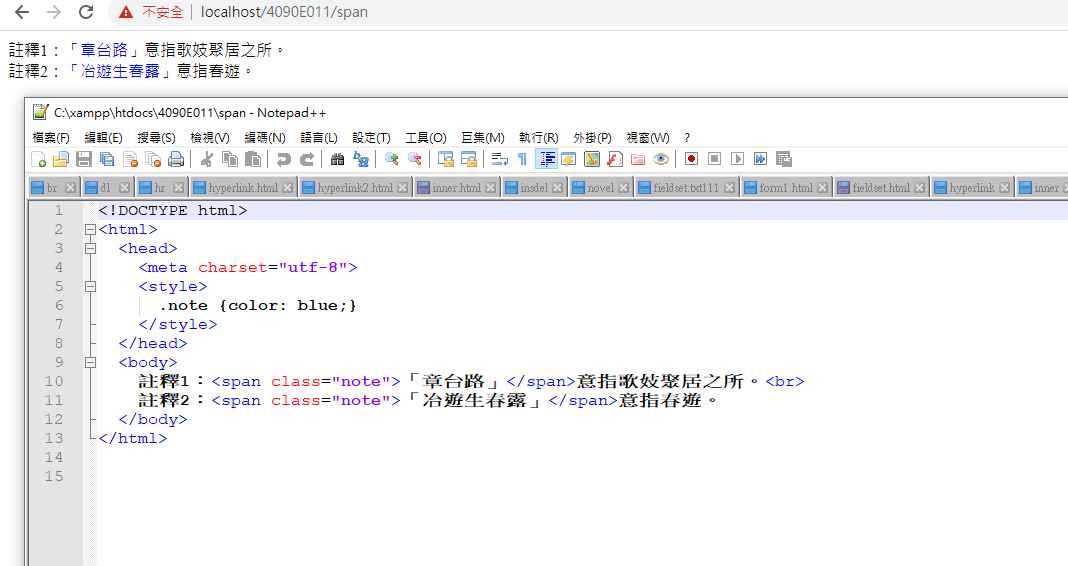 不安全 localhost/4090E011/span
註釋1：「章台路」意指歌妓聚居之所。
註釋2：「冶遊生春露」意指春遊。
C:\xampp\htdocs\4090E011\span - Notepad++
檔案(F) 編輯(E) 搜尋(S) 檢視(V) 編碼(N) 語言(L) 設定(T) 工具(O) 巨集(M) 執行(R) 外掛(P) 視窗(W) ?
br dl hr hyperlink.html hyperlink2.html inner.html insdel novel fieldset.txt111 form1.html fieldset.html hyperlink inner
1 <!DOCTYPE html>
2 <html>
3 <head>
4 <meta charset="utf-8">
5 <style>
6 .note {color: blue;}
7 </style>
8 </head>
9 <body>
10 註釋1：<span class="note">「章台路」</span>意指歌妓聚居之所。<br>
11 註釋2：<span class="note">「冶遊生春露」</span>意指春遊。
12 </body>
13 </html>
14
15